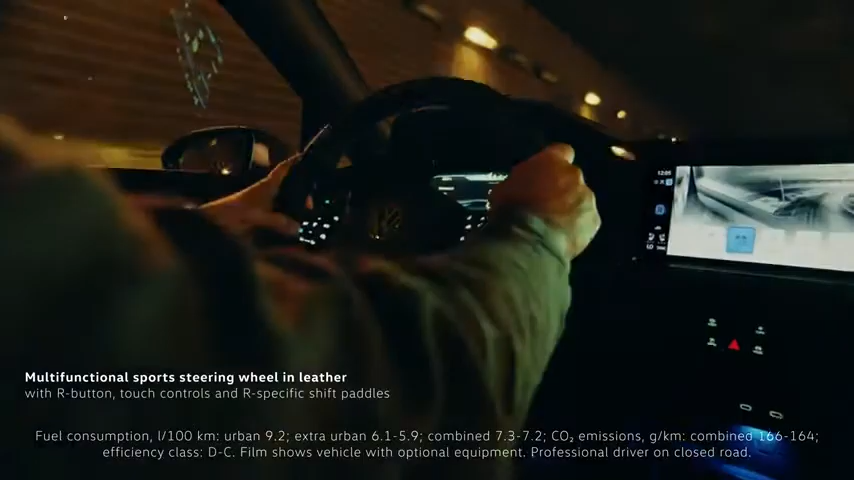 12:05
Multifunctional sports steering wheel in leather
with R-button, touch controls and R-specific shift paddles
Fuel consumption, l/100 km: urban 9.2; extra urban 6.1-5.9; combined 7.3-7.2; CO₂ emissions, g/km: combined 166-164;
efficiency class: D-C. Film shows vehicle with optional equipment. Professional driver on closed road.